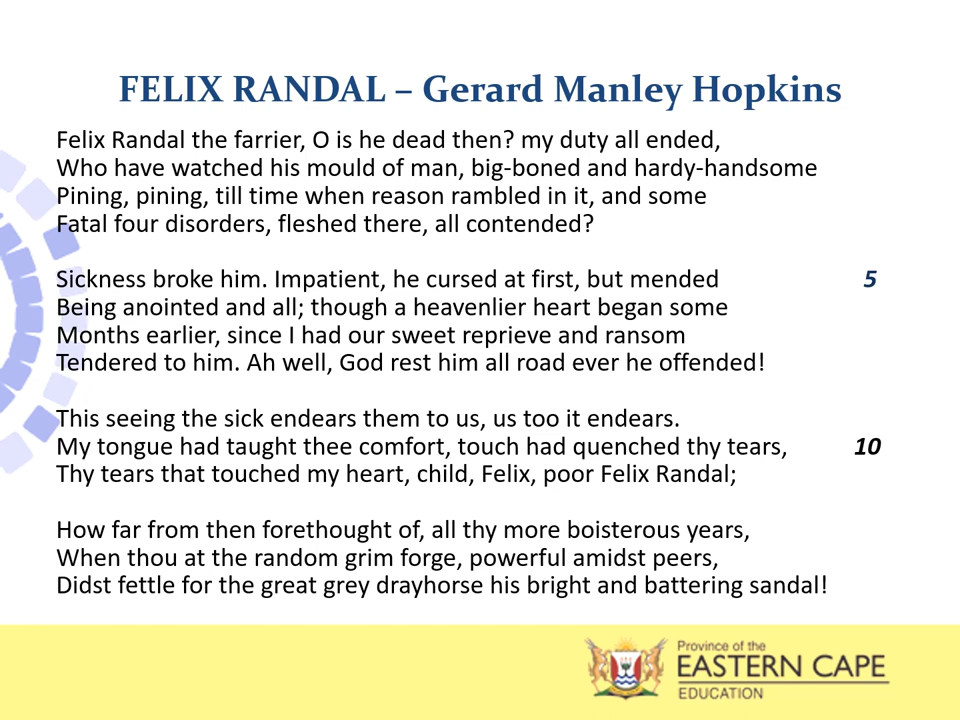 FELIX RANDAL – Gerard Manley Hopkins
Felix Randal the farrier, O is he dead then? my duty all ended,
Who have watched his mould of man, big-boned and hardy-handsome
Pining, pining, till time when reason rambled in it, and some
Fatal four disorders, fleshed there, all contended?
Sickness broke him. Impatient, he cursed at first, but mended 5
Being anointed and all; though a heavenlier heart began some
Months earlier, since I had our sweet reprieve and ransom
Tendered to him. Ah well, God rest him all road ever he offended!
This seeing the sick endears them to us, us too it endears.
My tongue had taught thee comfort, touch had quenched thy tears, 10
Thy tears that touched my heart, child, Felix, poor Felix Randal;
How far from then forethought of, all thy more boisterous years,
When thou at the random grim forge, powerful amidst peers,
Didst fettle for the great grey drayhorse his bright and battering sandal!
Province of the
EASTERN CAPE
EDUCATION